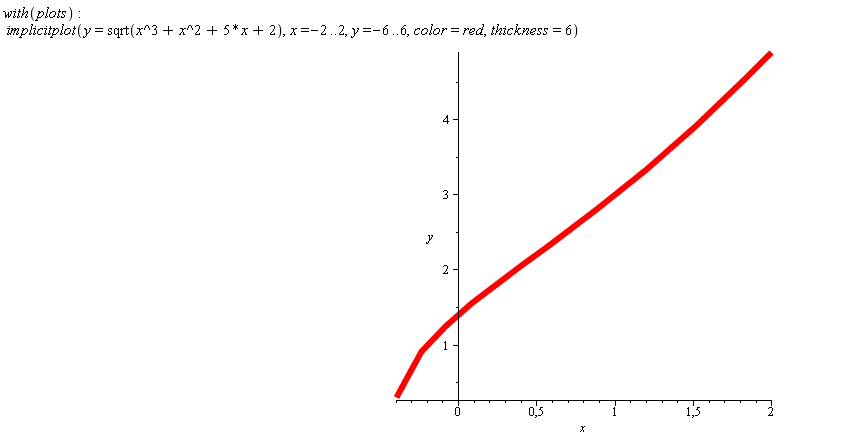 with(plots) :
implicitplot(y = sqrt(x^3 + x^2 + 5*x + 2), x =-2 ..2, y =-6 ..6, color = red, thickness = 6)
4
3
y
2
1
0 0,5 1 1,5 2
x